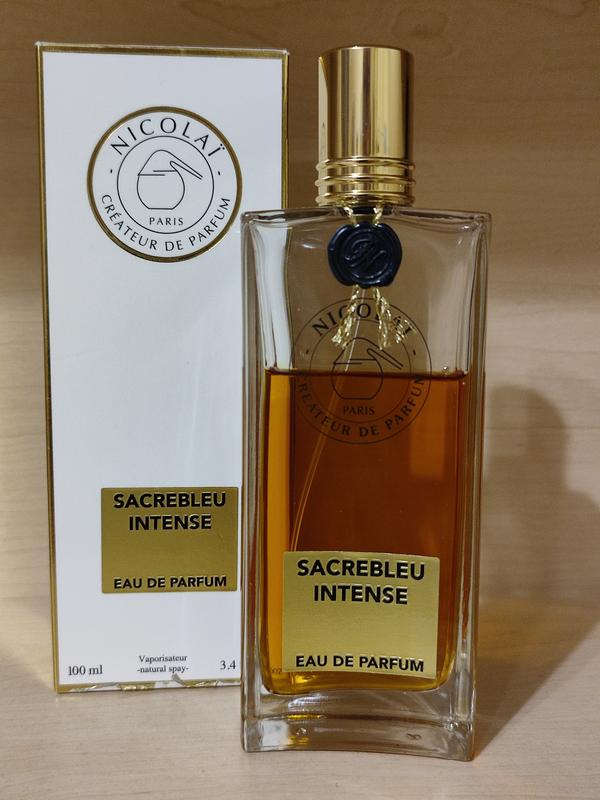 NICOLAÏ
PARIS
CRÉATEUR DE PARFUM
SACREBLEU
INTENSE
EAU DE PARFUM
100 ml
Vaporisateur
-natural spay-
3.4
NICOLAÏ
PARIS
CRÉATEUR DE PARFUM
SACREBLEU
INTENSE
EAU DE PARFUM